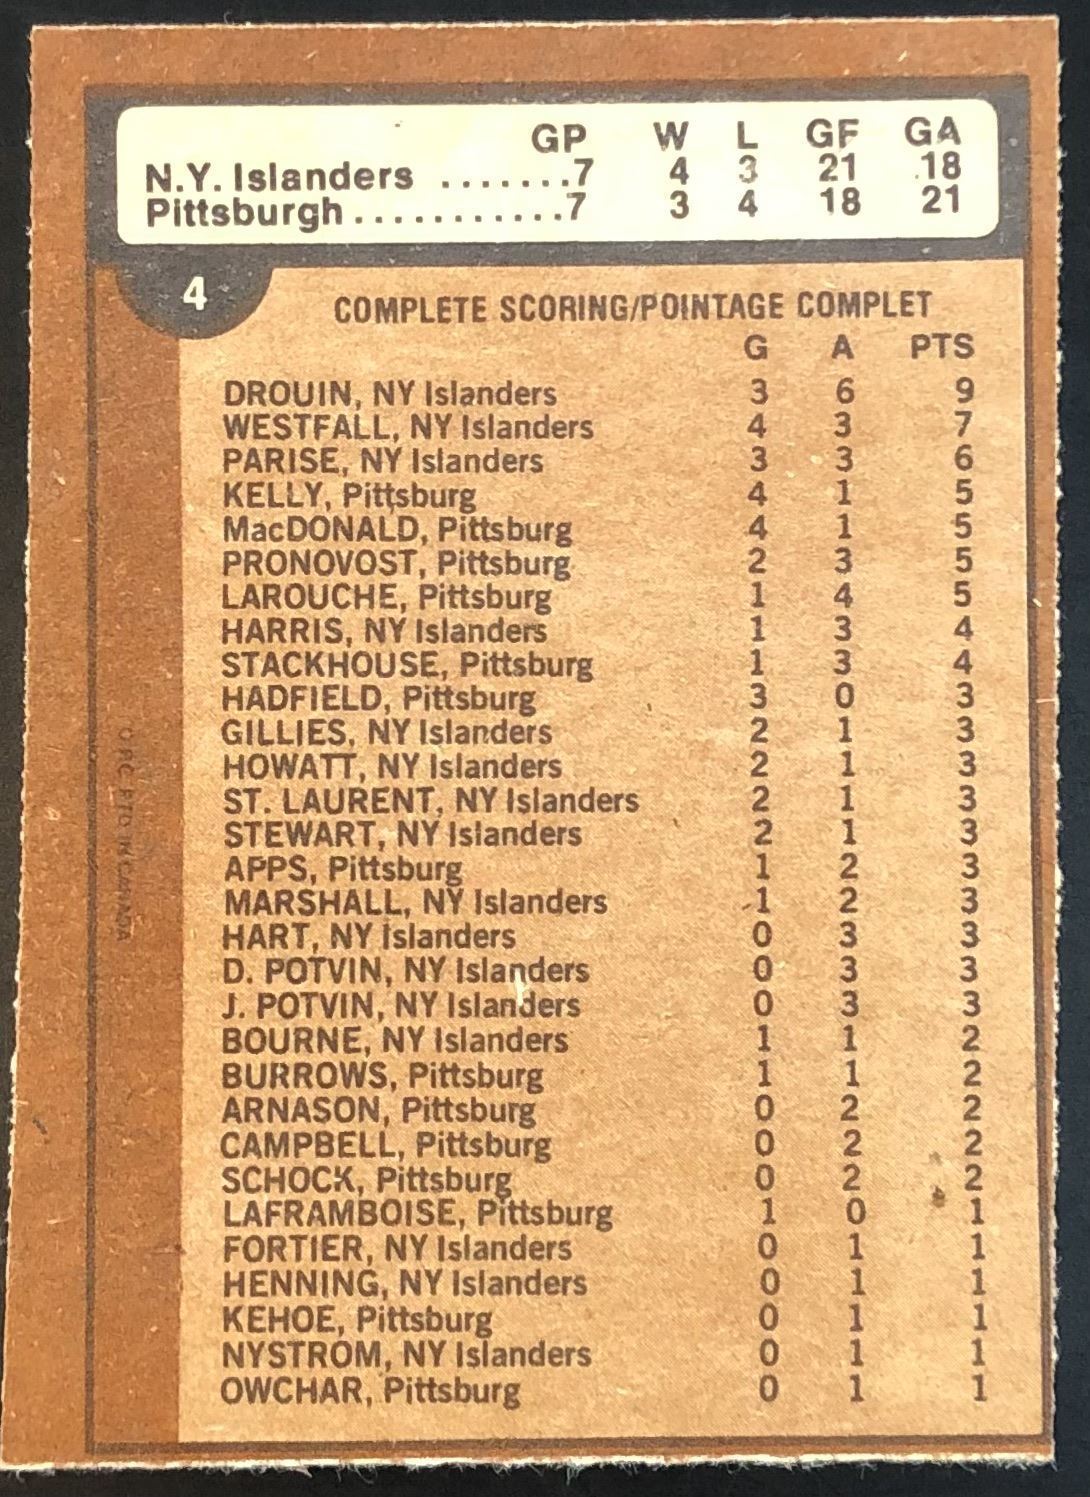 GP W L GF GA
N.Y. Islanders .......7 4 3 21 18
Pittsburgh...........7 3 4 18 21
4
COMPLETE SCORING/POINTAGE COMPLET
G A PTS
DROUIN, NY Islanders 3 6 9
WESTFALL, NY Islanders 4 3 7
PARISE, NY Islanders 3 3 6
KELLY, Pittsburg 4 1 5
MacDONALD, Pittsburg 4 1 5
PRONOVOST, Pittsburg 2 3 5
LAROUCHE, Pittsburg 1 4 5
HARRIS, NY Islanders 1 3 4
STACKHOUSE, Pittsburg 1 3 4
HADFIELD, Pittsburg 3 0 3
GILLIES, NY Islanders 2 1 3
HOWATT, NY Islanders 2 1 3
ST. LAURENT, NY Islanders 2 1 3
STEWART, NY Islanders 2 1 3
APPS, Pittsburg 1 2 3
MARSHALL, NY Islanders 1 2 3
HART, NY Islanders 0 3 3
D. POTVIN, NY Islanders 0 3 3
J. POTVIN, NY Islanders 0 3 3
BOURNE, NY Islanders 1 1 2
BURROWS, Pittsburg 1 1 2
ARNASON, Pittsburg 0 2 2
CAMPBELL, Pittsburg 0 2 2
SCHOCK, Pittsburg 0 2 2
LAFRAMBOISE, Pittsburg 1 0 1
FORTIER, NY Islanders 0 1 1
HENNING, NY Islanders 0 1 1
KEHOE, Pittsburg 0 1 1
NYSTROM, NY Islanders 0 1 1
OWCHAR, Pittsburg 0 1 1
O.P.C. PTD. IN CANADA